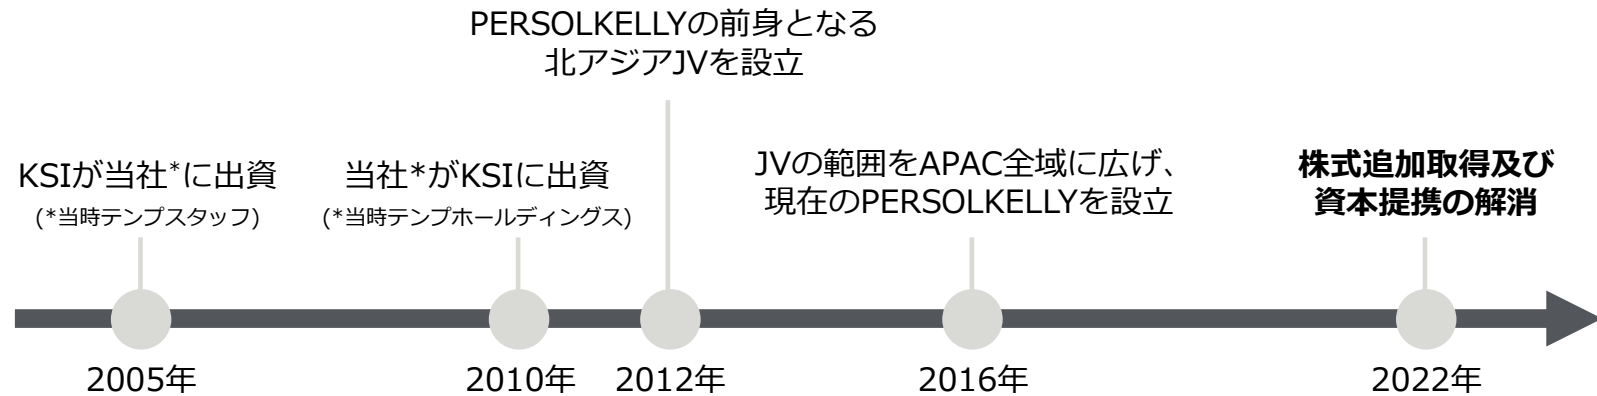 PERSOLKELLYの前身となる
北アジアJVを設立
KSIが当社*に出資
(*当時テンプスタッフ)
当社*がKSIに出資
(*当時テンプホールディングス)
JVの範囲をAPAC全域に広げ、
現在のPERSOLKELLYを設立
株式追加取得及び
資本提携の解消
2005年
2010年
2012年
2016年
2022年